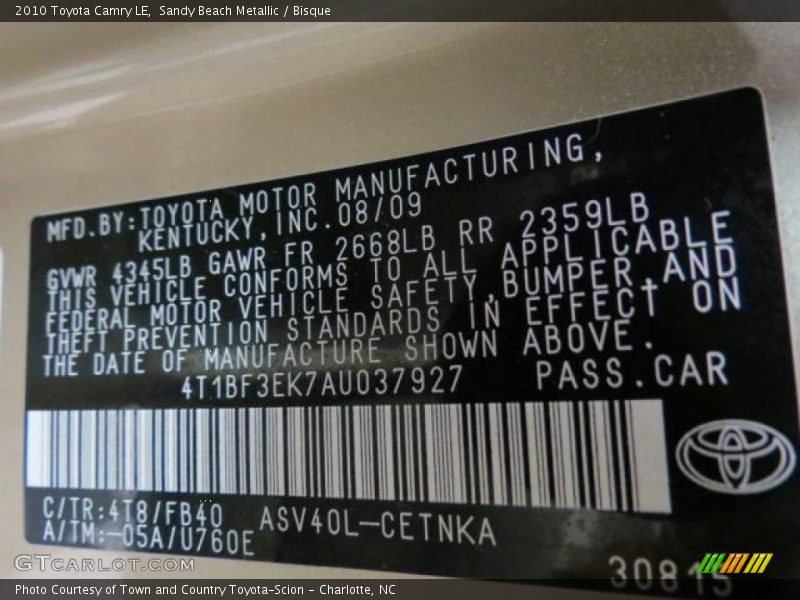 2010 Toyota Camry LE,  Sandy Beach Metallic / Bisque
MFD.BY:TOYOTA MOTOR MANUFACTURING,
KENTUCKY,INC.08/09
GVWR 4345LB GAWR FR 2668LB RR 2359LB
THIS VEHICLE CONFORMS TO ALL APPLICABLE
FEDERAL MOTOR VEHICLE SAFETY,BUMPER,AND
THEFT PREVENTION STANDARDS IN EFFECT ON
THE DATE OF MANUFACTURE SHOWN ABOVE.
4T1BF3EK7AU037927 PASS.CAR
C/TR:4T8/FB40 ASV40L-CETNKA
A/TM:-05A/U760E
30815
GTCARLOT.COM
Photo Courtesy of Town and Country Toyota-Scion - Charlotte, NC